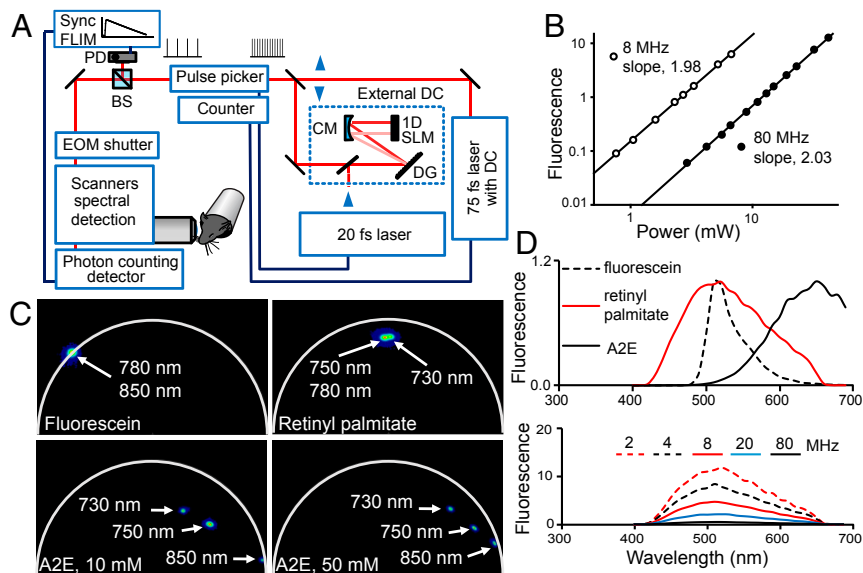 A
Sync
FLIM
PD
BS
Pulse picker
Counter
External DC
CM
1D
SLM
DG
EOM shutter
Scanners
spectral
detection
Photon counting
detector
20 fs laser
75 fs laser
with DC
B
Fluorescence
10
1
0.1
0.01
8 MHz
slope, 1.98
80 MHz
slope, 2.03
1
10
Power (mW)
C
780 nm
850 nm
Fluorescein
750 nm
780 nm
730 nm
Retinyl palmitate
730 nm
750 nm
850 nm
A2E, 10 mM
730 nm
750 nm
850 nm
A2E, 50 mM
D
fluorescein
retinyl
palmitate
A2E
Fluorescence
1.2
0.0
300 400 500 600 700
2 4 8 20 80 MHz
Fluorescence
20
10
0
300 400 500 600 700
Wavelength (nm)